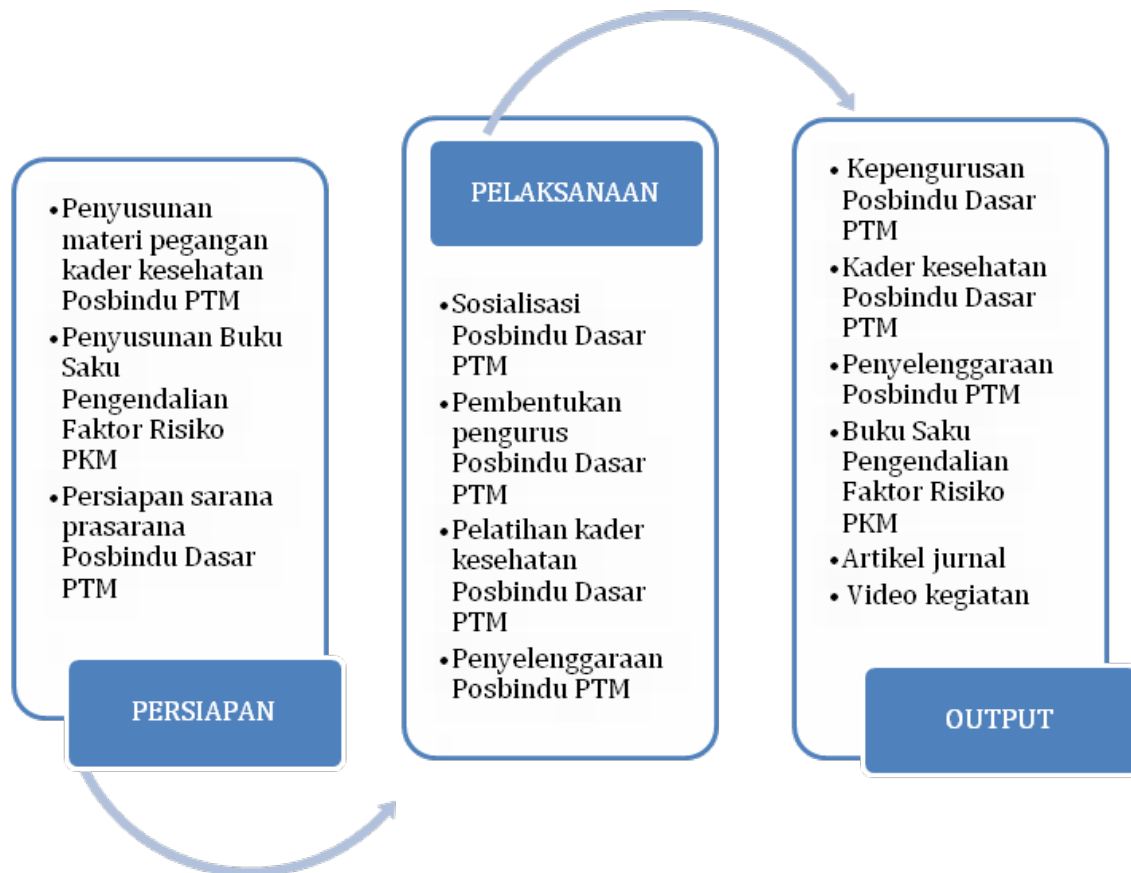 •Penyusunan
materi pegangan
kader kesehatan
Posbindu PTM
•Penyusunan Buku
Saku
Pengendalian
Faktor Risiko
PKM
•Persiapan sarana
prasarana
Posbindu Dasar
PTM
PERSIAPAN
PELAKSANAAN
•Sosialisasi
Posbindu Dasar
PTM
•Pembentukan
pengurus
Posbindu Dasar
PTM
•Pelatihan kader
kesehatan
Posbindu Dasar
PTM
•Penyelenggaraan
Posbindu PTM
• Kepengurusan
Posbindu Dasar
PTM
•Kader kesehatan
Posbindu Dasar
PTM
•Penyelenggaraan
Posbindu PTM
•Buku Saku
Pengendalian
Faktor Risiko
PKM
•Artikel jurnal
• Video kegiatan
OUTPUT